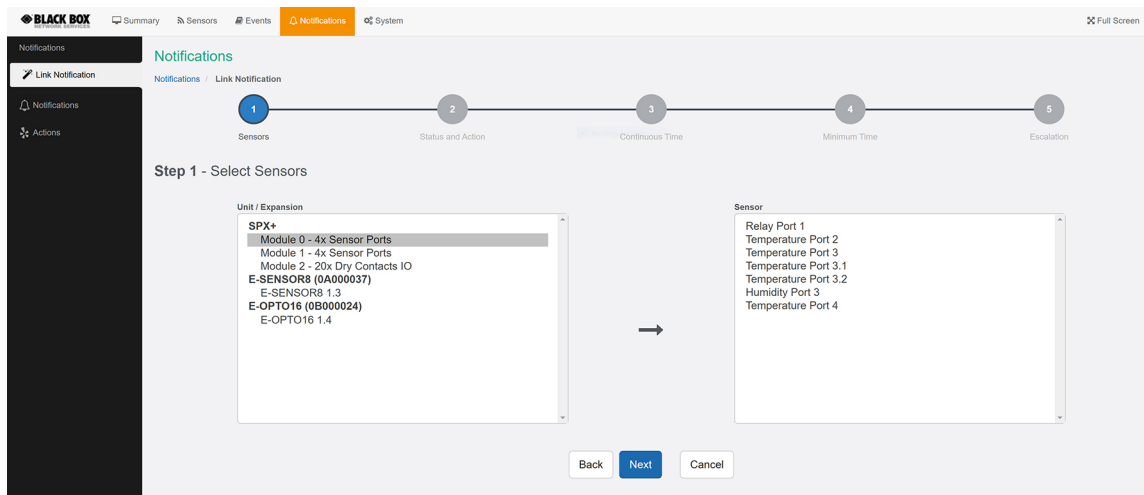 BLACK BOX
NETWORK SERVICES
Summary
Sensors
Events
Notifications
System
Full Screen
Notifications
Link Notification
Notifications
Actions
Notifications
Notifications / Link Notification
1 2 3 4 5
Sensors Status and Action Continuous Time Minimum Time Escalation
Step 1 - Select Sensors
Unit / Expansion
SPX+
Module 0 - 4x Sensor Ports
Module 1 - 4x Sensor Ports
Module 2 - 20x Dry Contacts IO
E-SENSOR8 (0A000037)
E-SENSOR8 1.3
E-OPTO16 (0B000024)
E-OPTO16 1.4
Sensor
Relay Port 1
Temperature Port 2
Temperature Port 3
Temperature Port 3.1
Temperature Port 3.2
Humidity Port 3
Temperature Port 4
Back Next Cancel